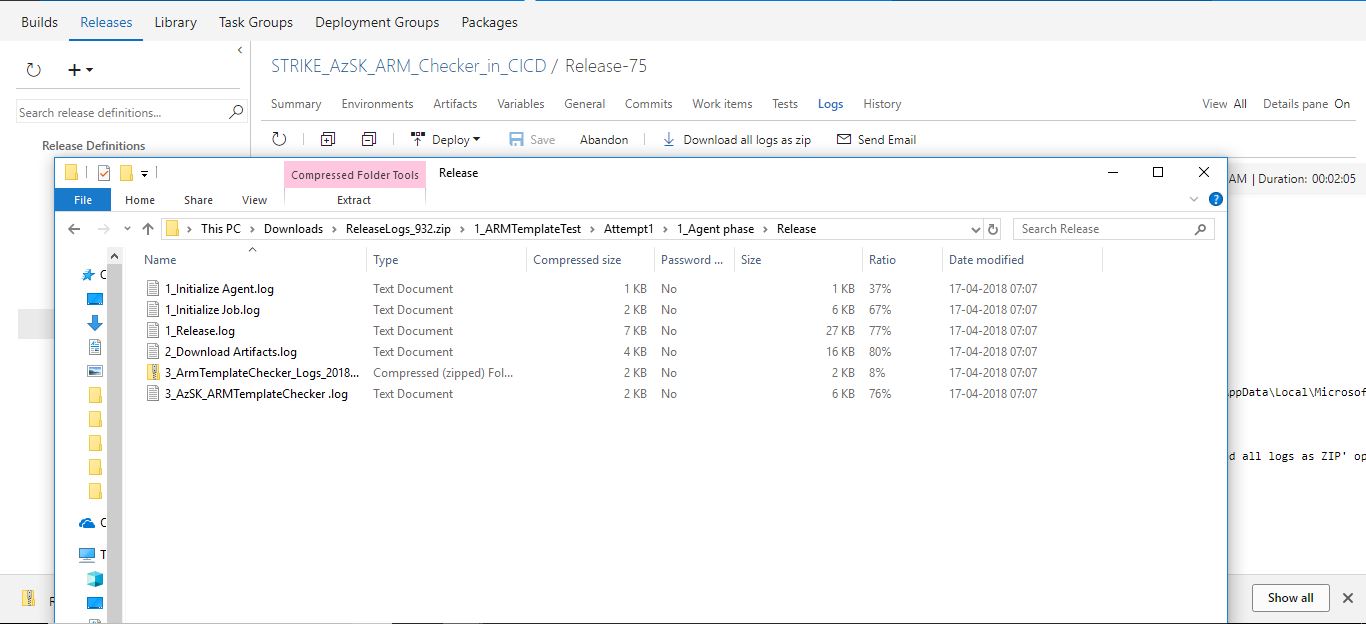 Builds Releases Library Task Groups Deployment Groups Packages
STRIKE_AzSK_ARM_Checker_in_CICD / Release-75
Summary Environments Artifacts Variables General Commits Work items Tests Logs History View All Details pane On
Search release definitions...
Deploy Save Abandon Download all logs as zip Send Email
Release Definitions
Compressed Folder Tools Release
AM | Duration: 00:02:05
File Home Share View Extract
This PC > Downloads > ReleaseLogs_932.zip > 1_ARMTemplateTest > Attempt1 > 1_Agent phase > Release Search Release
Name Type Compressed size Password ... Size Ratio Date modified
1_Initialize Agent.log Text Document 1 KB No 1 KB 37% 17-04-2018 07:07
1_Initialize Job.log Text Document 2 KB No 6 KB 67% 17-04-2018 07:07
1_Release.log Text Document 7 KB No 27 KB 77% 17-04-2018 07:07
2_Download Artifacts.log Text Document 4 KB No 16 KB 80% 17-04-2018 07:07
3_ArmTemplateChecker_Logs_2018... Compressed (zipped) Fol... 2 KB No 2 KB 8% 17-04-2018 07:07
3_AzSK_ARMTemplateChecker .log Text Document 2 KB No 6 KB 76% 17-04-2018 07:07
ppData\Local\Microsof
d all logs as ZIP' op
Show all